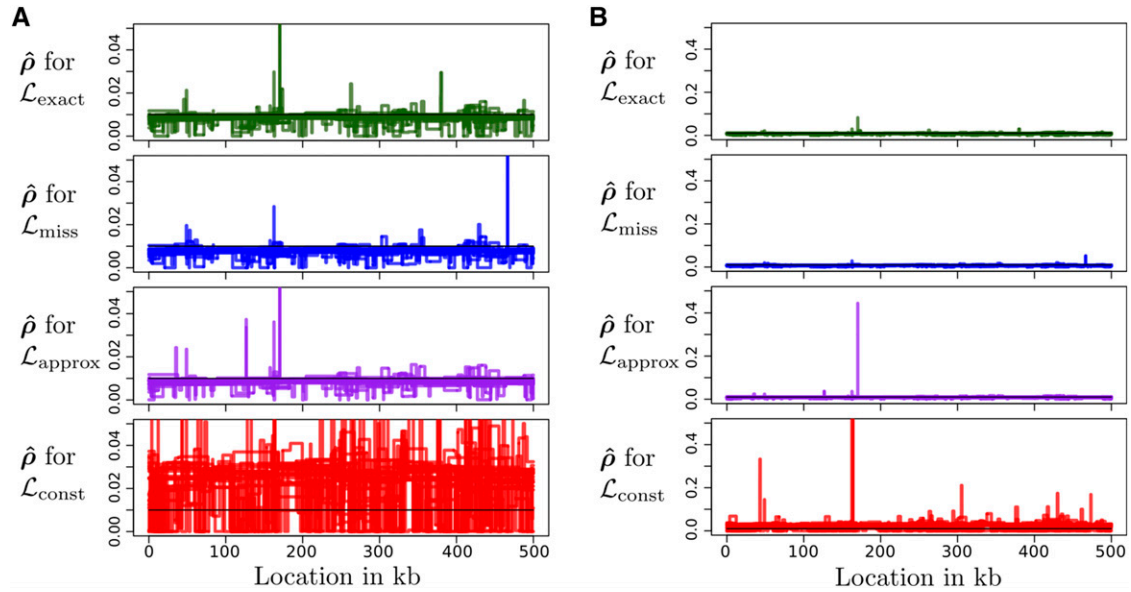 A
ρ̂ for
ℒexact
0.00 0.02 0.04
ρ̂ for
ℒmiss
0.00 0.02 0.04
ρ̂ for
ℒapprox
0.00 0.02 0.04
ρ̂ for
ℒconst
0.00 0.02 0.04
0 100 200 300 400 500
Location in kb
B
ρ̂ for
ℒexact
0.0 0.2 0.4
ρ̂ for
ℒmiss
0.0 0.2 0.4
ρ̂ for
ℒapprox
0.0 0.2 0.4
ρ̂ for
ℒconst
0.0 0.2 0.4
0 100 200 300 400 500
Location in kb